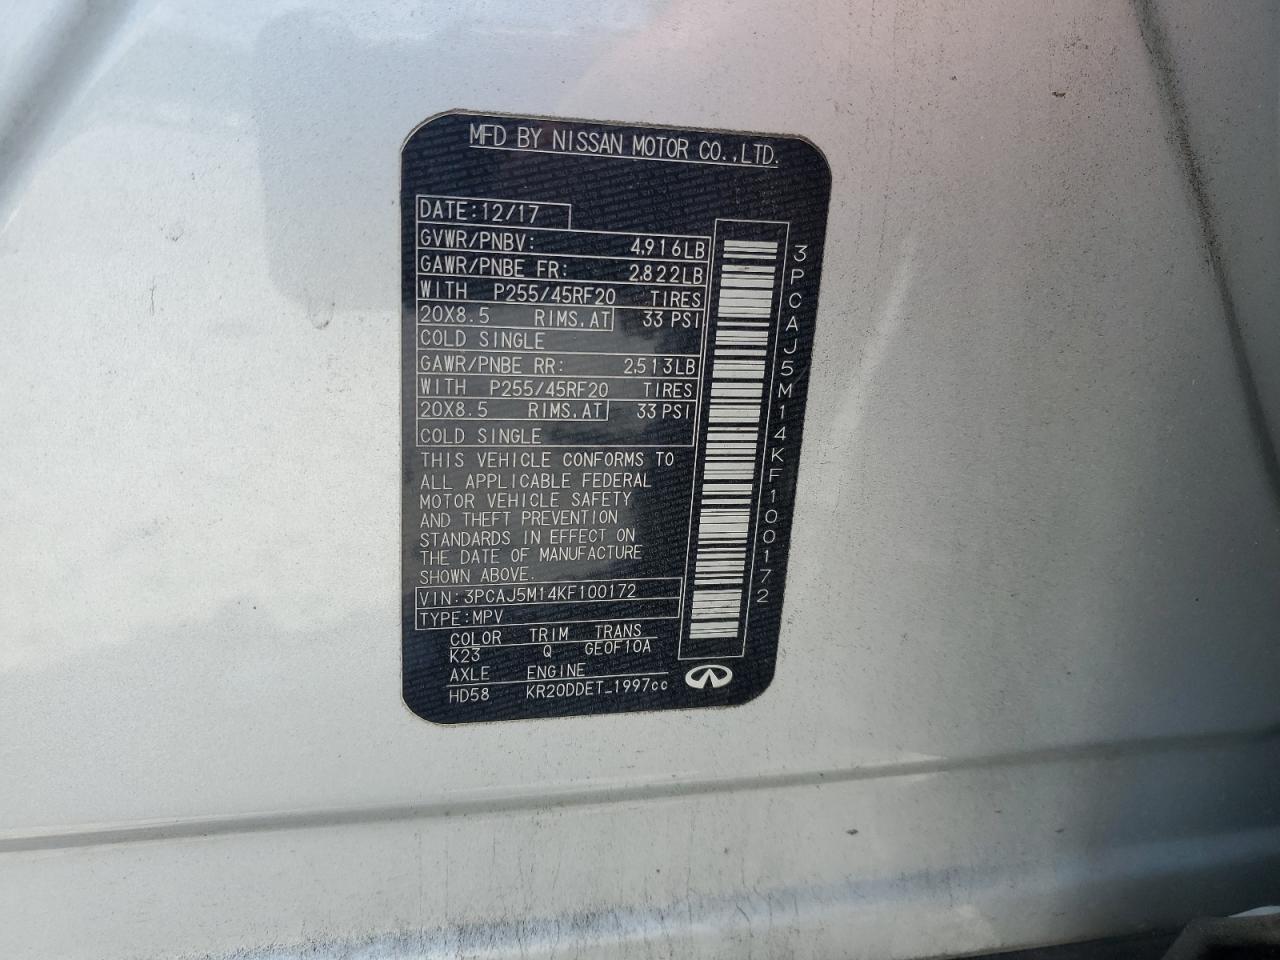 MFD BY NISSAN MOTOR CO.,LTD.
DATE:12/17
GVWR/PNBV: 4,916LB
GAWR/PNBE FR: 2,822LB
WITH P255/45RF20 TIRES
20X8.5 RIMS,AT 33 PSI
COLD SINGLE
GAWR/PNBE RR: 2,513LB
WITH P255/45RF20 TIRES
20X8.5 RIMS,AT 33 PSI
COLD SINGLE
THIS VEHICLE CONFORMS TO
ALL APPLICABLE FEDERAL
MOTOR VEHICLE SAFETY
AND THEFT PREVENTION
STANDARDS IN EFFECT ON
THE DATE OF MANUFACTURE
SHOWN ABOVE.
VIN:3PCAJ5M14KF100172
TYPE:MPV
COLOR TRIM TRANS
K23 Q GE0F10A
AXLE ENGINE
HD58 KR20DDET_1997cc
3PCAJ5M14KF100172